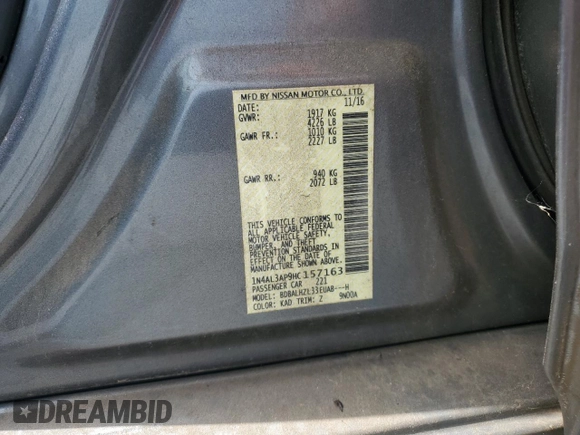 MFD BY NISSAN MOTOR CO., LTD.
DATE: 11/16
GVWR: 1917 KG
4226 LB
GAWR FR.: 1010 KG
2227 LB
GAWR RR.: 940 KG
2072 LB
THIS VEHICLE CONFORMS TO
ALL APPLICABLE FEDERAL
MOTOR VEHICLE SAFETY,
BUMPER, AND THEFT
PREVENTION STANDARDS IN
EFFECT ON THE DATE OF
MANUFACTURE SHOWN ABOVE.
1N4AL3AP9HC157163
PASSENGER CAR 221
MODEL: BDBALHZL33EUA8---H
COLOR: KAD TRIM: Z 9N00A
DREAMBID